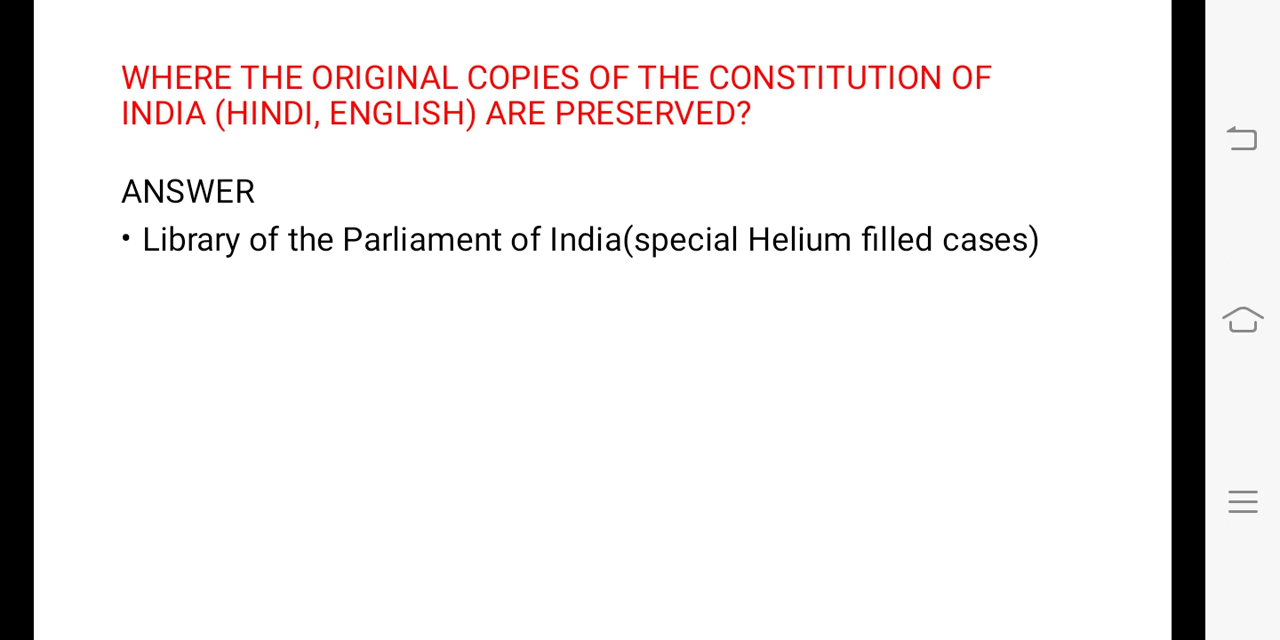 WHERE THE ORIGINAL COPIES OF THE CONSTITUTION OF
INDIA (HINDI, ENGLISH) ARE PRESERVED?
ANSWER
• Library of the Parliament of India(special Helium filled cases)